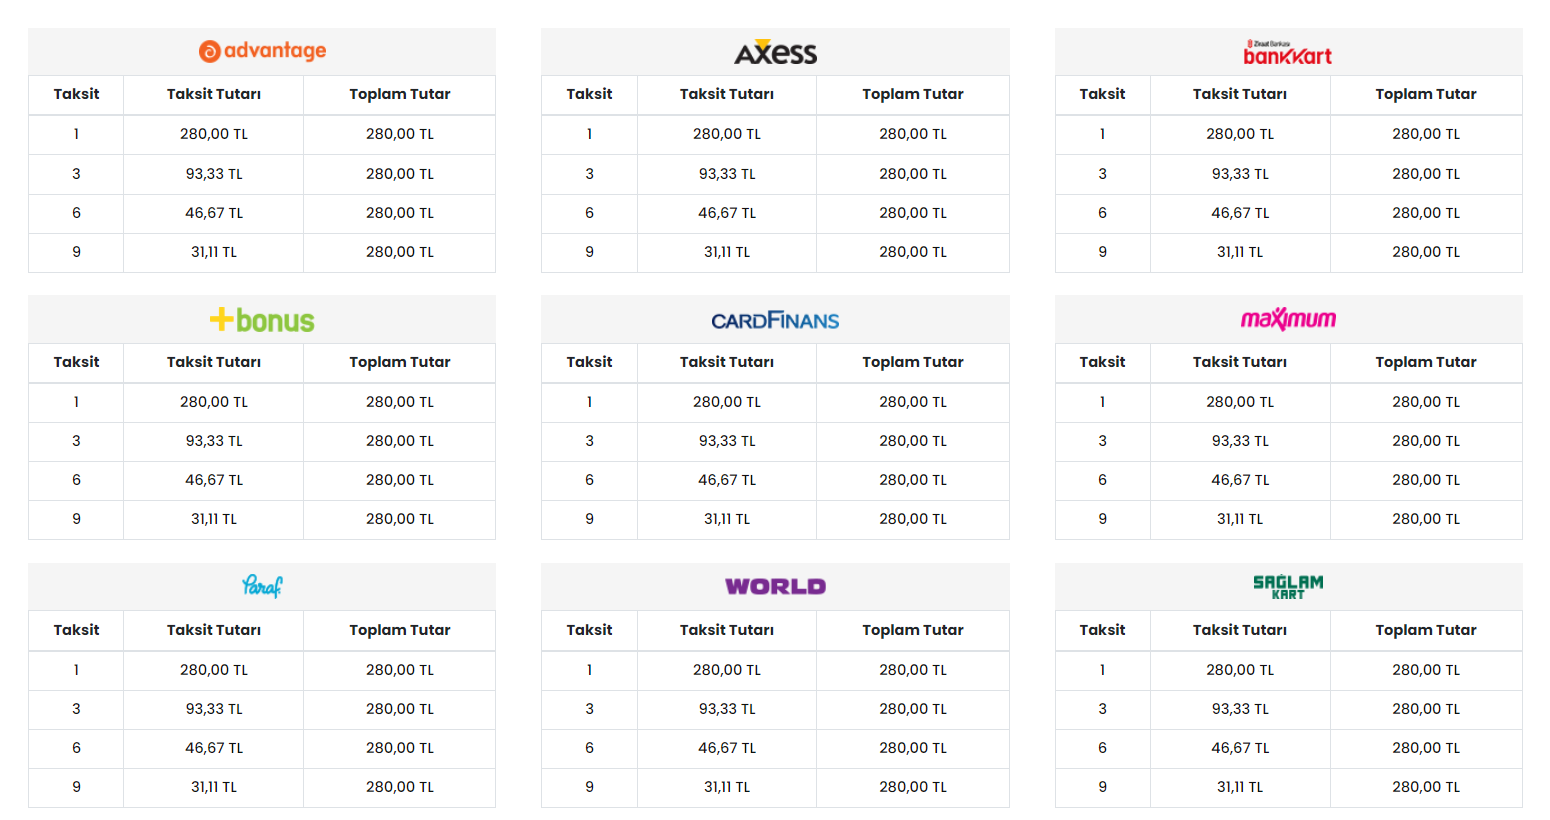 advantage
Taksit Taksit Tutarı Toplam Tutar
1 280,00 TL 280,00 TL
3 93,33 TL 280,00 TL
6 46,67 TL 280,00 TL
9 31,11 TL 280,00 TL
AXess
Taksit Taksit Tutarı Toplam Tutar
1 280,00 TL 280,00 TL
3 93,33 TL 280,00 TL
6 46,67 TL 280,00 TL
9 31,11 TL 280,00 TL
Ziraat Bankası
bankkart
Taksit Taksit Tutarı Toplam Tutar
1 280,00 TL 280,00 TL
3 93,33 TL 280,00 TL
6 46,67 TL 280,00 TL
9 31,11 TL 280,00 TL
bonus
Taksit Taksit Tutarı Toplam Tutar
1 280,00 TL 280,00 TL
3 93,33 TL 280,00 TL
6 46,67 TL 280,00 TL
9 31,11 TL 280,00 TL
CARDFİNANS
Taksit Taksit Tutarı Toplam Tutar
1 280,00 TL 280,00 TL
3 93,33 TL 280,00 TL
6 46,67 TL 280,00 TL
9 31,11 TL 280,00 TL
maximum
Taksit Taksit Tutarı Toplam Tutar
1 280,00 TL 280,00 TL
3 93,33 TL 280,00 TL
6 46,67 TL 280,00 TL
9 31,11 TL 280,00 TL
Paraf
Taksit Taksit Tutarı Toplam Tutar
1 280,00 TL 280,00 TL
3 93,33 TL 280,00 TL
6 46,67 TL 280,00 TL
9 31,11 TL 280,00 TL
WORLD
Taksit Taksit Tutarı Toplam Tutar
1 280,00 TL 280,00 TL
3 93,33 TL 280,00 TL
6 46,67 TL 280,00 TL
9 31,11 TL 280,00 TL
SAĞLAM
KART
Taksit Taksit Tutarı Toplam Tutar
1 280,00 TL 280,00 TL
3 93,33 TL 280,00 TL
6 46,67 TL 280,00 TL
9 31,11 TL 280,00 TL